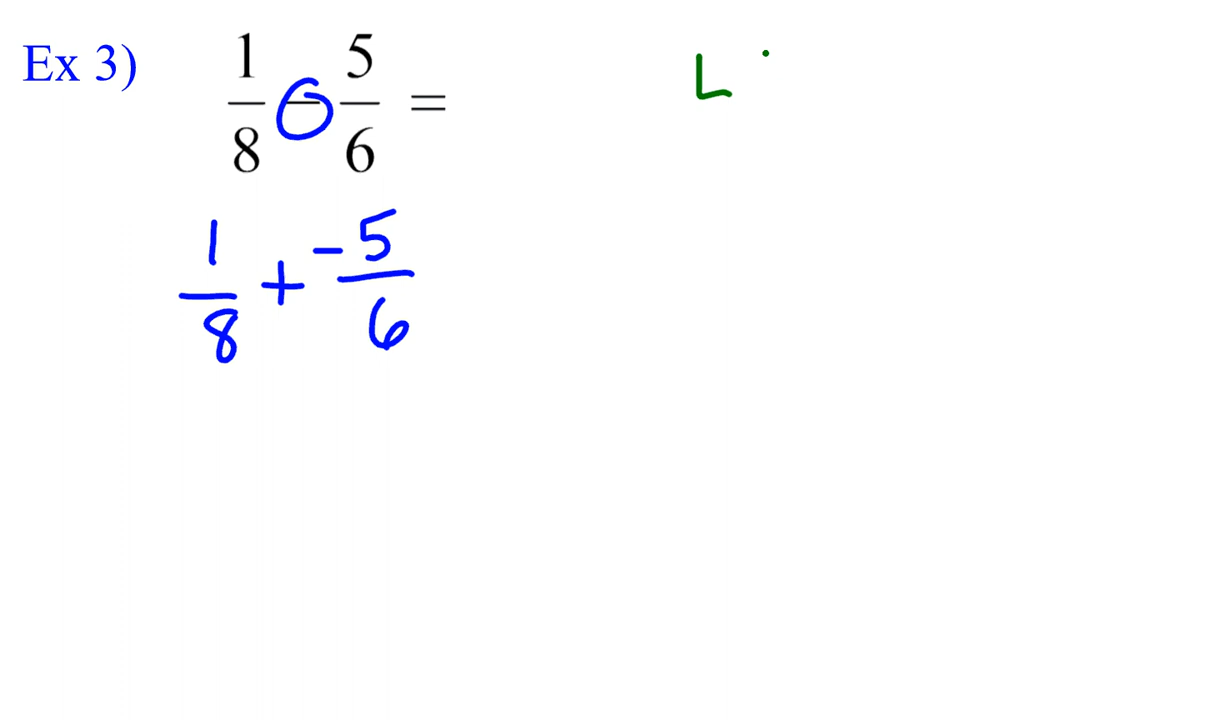 Ex 3) 1/8 − 5/6 =
1/8 + -5/6
L